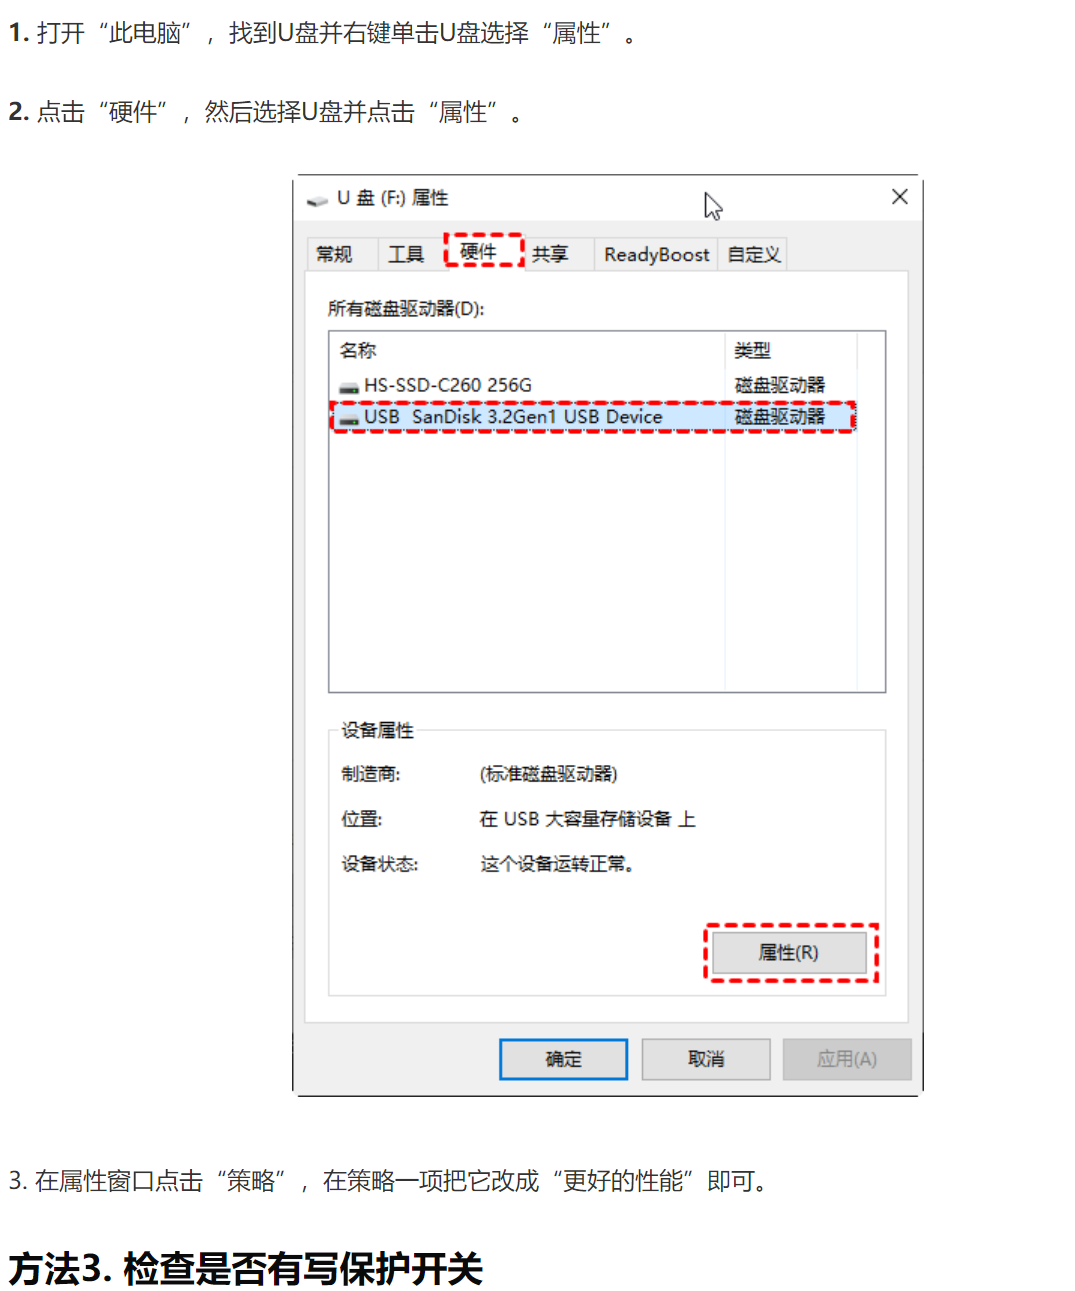 1. 打开“此电脑”，找到U盘并右键单击U盘选择“属性”。
2. 点击“硬件”，然后选择U盘并点击“属性”。
U 盘 (F:) 属性
常规 工具 硬件 共享 ReadyBoost 自定义
所有磁盘驱动器(D):
名称 类型
HS-SSD-C260 256G 磁盘驱动器
USB  SanDisk 3.2Gen1 USB Device 磁盘驱动器
设备属性
制造商: (标准磁盘驱动器)
位置: 在 USB 大容量存储设备 上
设备状态: 这个设备运转正常。
属性(R)
确定 取消 应用(A)
3. 在属性窗口点击“策略”，在策略一项把它改成“更好的性能”即可。
方法3. 检查是否有写保护开关